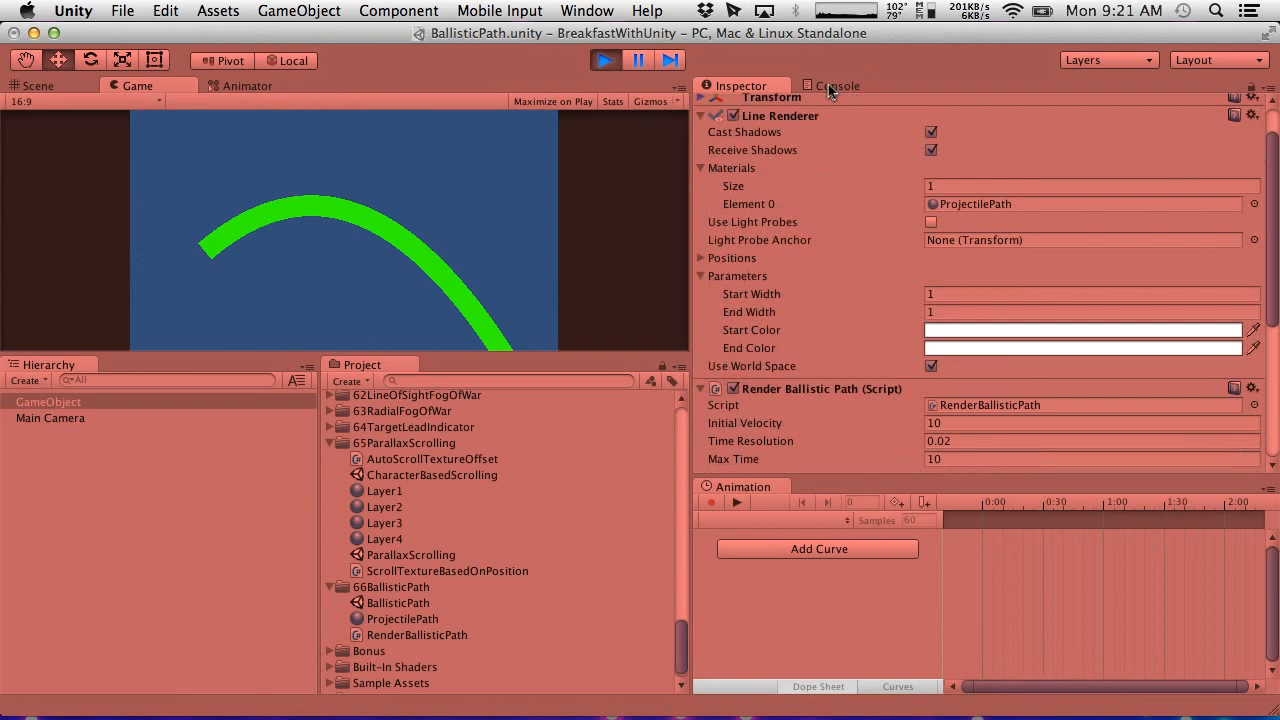 Unity File Edit Assets GameObject Component Mobile Input Window Help 102° 79° 201KB/s 6KB/s Mon 9:21 AM
BallisticPath.unity – BreakfastWithUnity – PC, Mac & Linux Standalone
Pivot Local Layers Layout
Scene Game Animator
16:9 Maximize on Play Stats Gizmos
Hierarchy
Create All
GameObject
Main Camera
Project
Create
62LineOfSightFogOfWar
63RadialFogOfWar
64TargetLeadIndicator
65ParallaxScrolling
AutoScrollTextureOffset
CharacterBasedScrolling
Layer1
Layer2
Layer3
Layer4
ParallaxScrolling
ScrollTextureBasedOnPosition
66BallisticPath
BallisticPath
ProjectilePath
RenderBallisticPath
Bonus
Built-In Shaders
Sample Assets
Inspector Console
Transform
Line Renderer
Cast Shadows
Receive Shadows
Materials
Size 1
Element 0 ProjectilePath
Use Light Probes
Light Probe Anchor None (Transform)
Positions
Parameters
Start Width 1
End Width 1
Start Color
End Color
Use World Space
Render Ballistic Path (Script)
Script RenderBallisticPath
Initial Velocity 10
Time Resolution 0.02
Max Time 10
Animation
0 0:00 0:30 1:00 1:30 2:00
Samples 60
Add Curve
Dope Sheet Curves